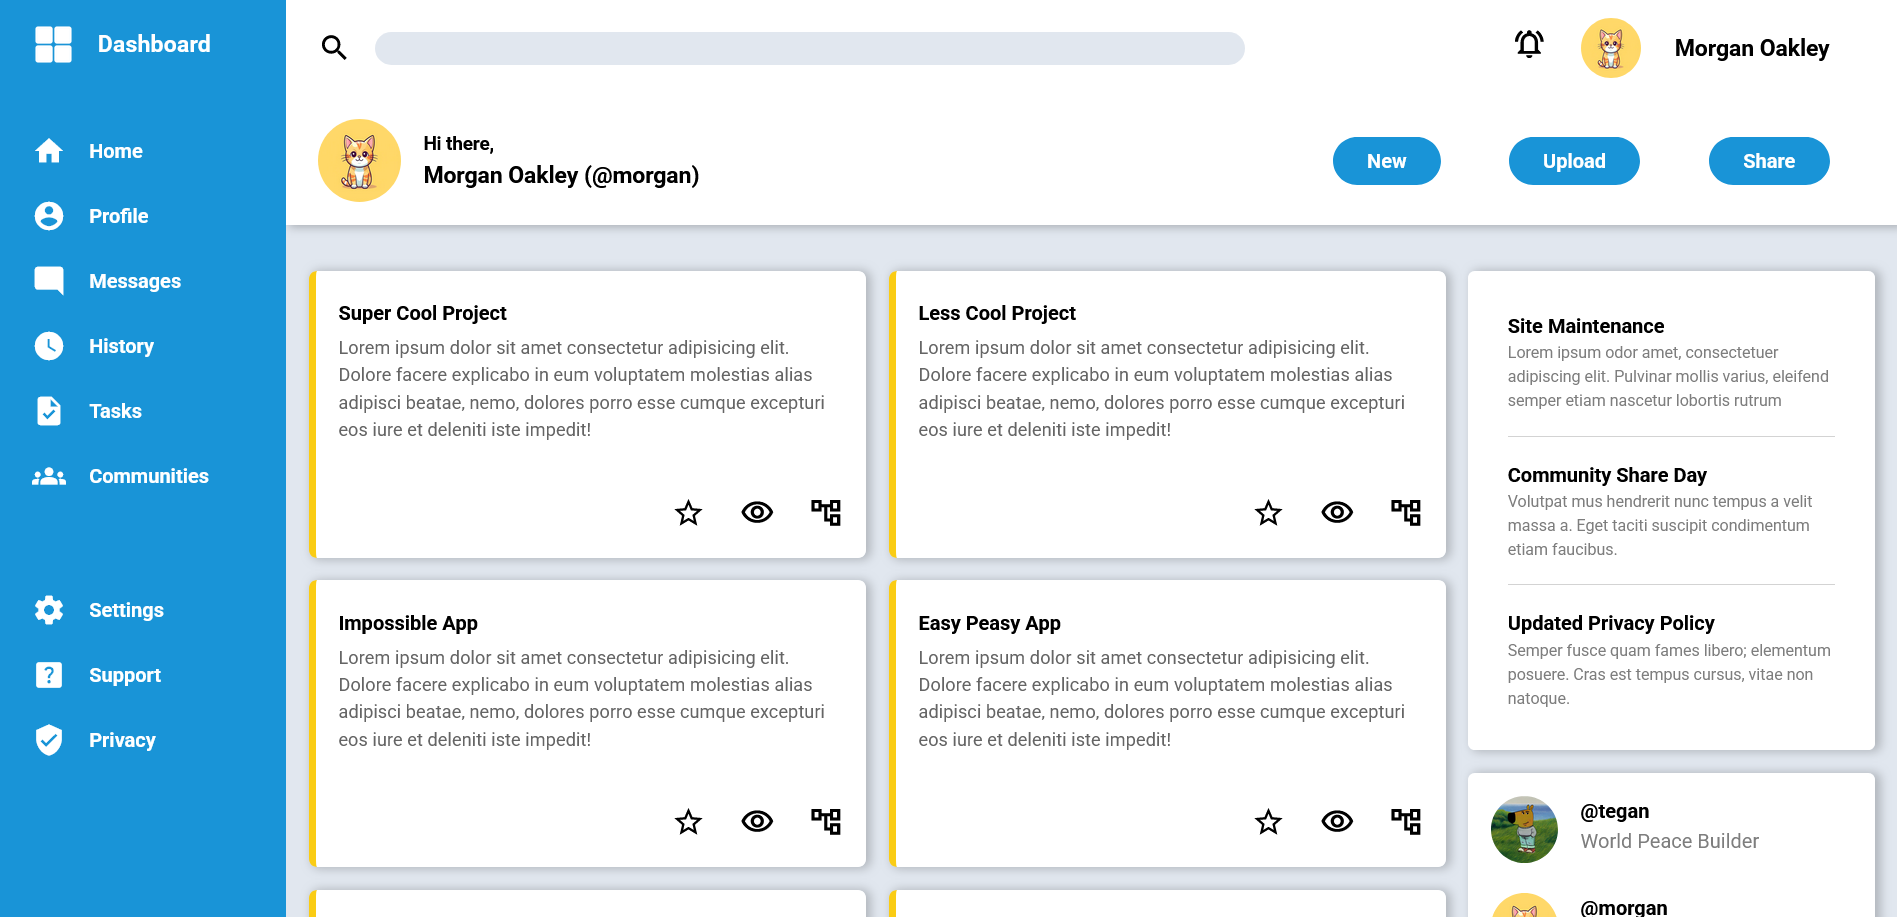 Dashboard
Home
Profile
Messages
History
Tasks
Communities
Settings
Support
Privacy
Morgan Oakley
Hi there,
Morgan Oakley (@morgan)
New
Upload
Share
Super Cool Project
Lorem ipsum dolor sit amet consectetur adipisicing elit.
Dolore facere explicabo in eum voluptatem molestias alias
adipisci beatae, nemo, dolores porro esse cumque excepturi
eos iure et deleniti iste impedit!
Less Cool Project
Lorem ipsum dolor sit amet consectetur adipisicing elit.
Dolore facere explicabo in eum voluptatem molestias alias
adipisci beatae, nemo, dolores porro esse cumque excepturi
eos iure et deleniti iste impedit!
Impossible App
Lorem ipsum dolor sit amet consectetur adipisicing elit.
Dolore facere explicabo in eum voluptatem molestias alias
adipisci beatae, nemo, dolores porro esse cumque excepturi
eos iure et deleniti iste impedit!
Easy Peasy App
Lorem ipsum dolor sit amet consectetur adipisicing elit.
Dolore facere explicabo in eum voluptatem molestias alias
adipisci beatae, nemo, dolores porro esse cumque excepturi
eos iure et deleniti iste impedit!
Site Maintenance
Lorem ipsum odor amet, consectetuer
adipiscing elit. Pulvinar mollis varius, eleifend
semper etiam nascetur lobortis rutrum
Community Share Day
Volutpat mus hendrerit nunc tempus a velit
massa a. Eget taciti suscipit condimentum
etiam faucibus.
Updated Privacy Policy
Semper fusce quam fames libero; elementum
posuere. Cras est tempus cursus, vitae non
natoque.
@tegan
World Peace Builder
@morgan